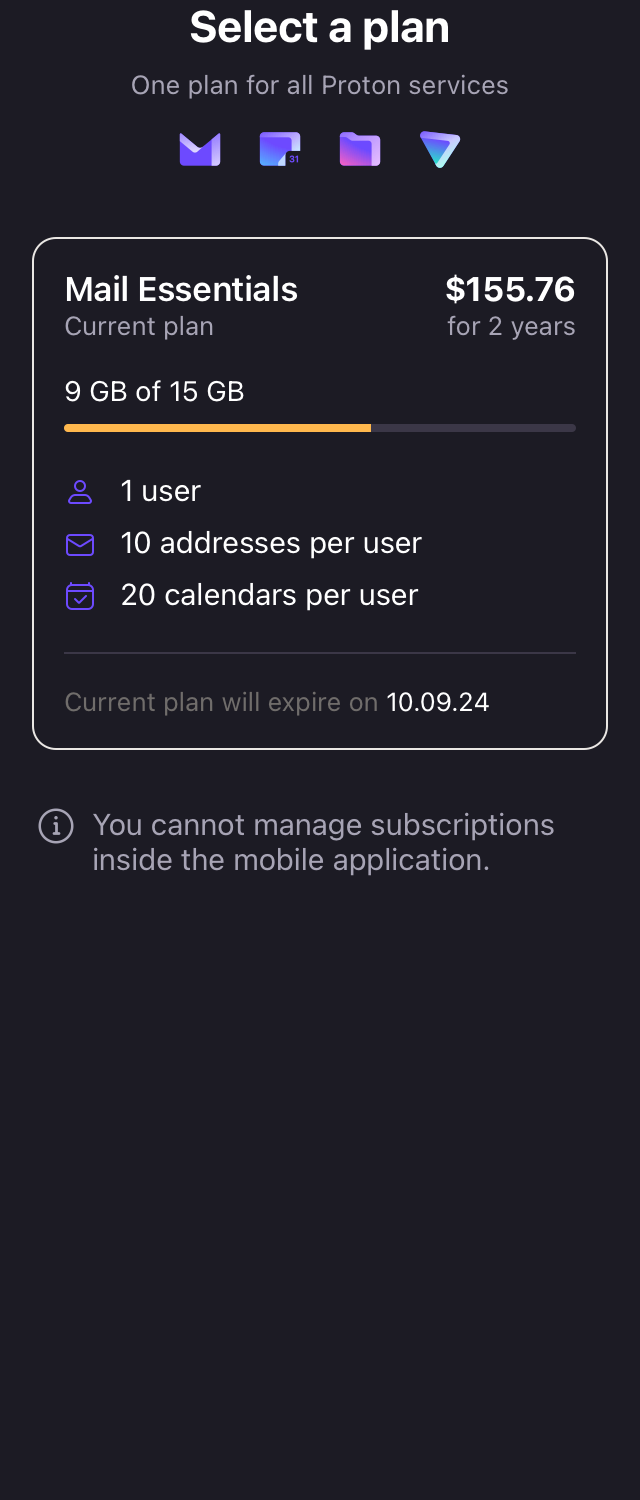 Select a plan
One plan for all Proton services
31
Mail Essentials
$155.76
Current plan
for 2 years
9 GB of 15 GB
1 user
10 addresses per user
20 calendars per user
Current plan will expire on 10.09.24
You cannot manage subscriptions
inside the mobile application.